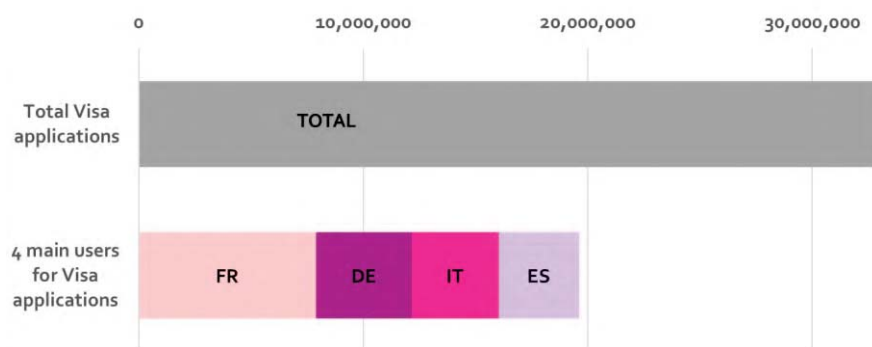 0
10,000,000
20,000,000
30,000,000
Total Visa
applications
TOTAL
4 main users
for Visa
applications
FR
DE
IT
ES